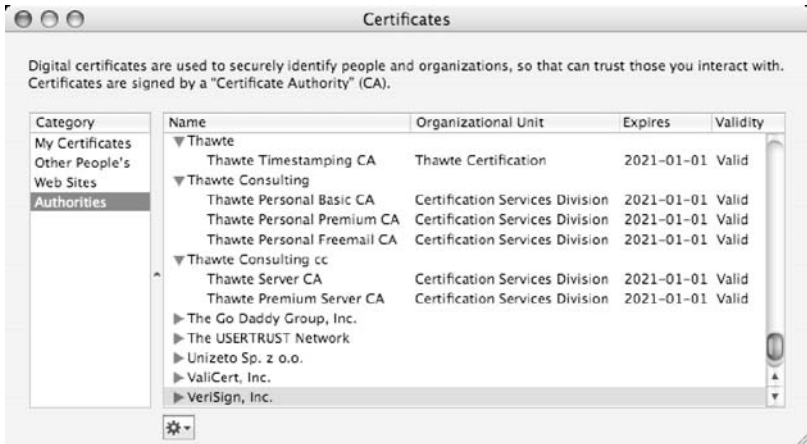 Certificates
Digital certificates are used to securely identify people and organizations, so that can trust those you interact with.
Certificates are signed by a "Certificate Authority" (CA).
Category Name Organizational Unit Expires Validity
My Certificates Thawte
Other People's Thawte Timestamping CA Thawte Certification 2021-01-01 Valid
Web Sites Thawte Consulting
Authorities Thawte Personal Basic CA Certification Services Division 2021-01-01 Valid
Thawte Personal Premium CA Certification Services Division 2021-01-01 Valid
Thawte Personal Freemail CA Certification Services Division 2021-01-01 Valid
Thawte Consulting cc
Thawte Server CA Certification Services Division 2021-01-01 Valid
Thawte Premium Server CA Certification Services Division 2021-01-01 Valid
The Go Daddy Group, Inc.
The USERTRUST Network
Unizeto Sp. z o.o.
ValiCert, Inc.
VeriSign, Inc.